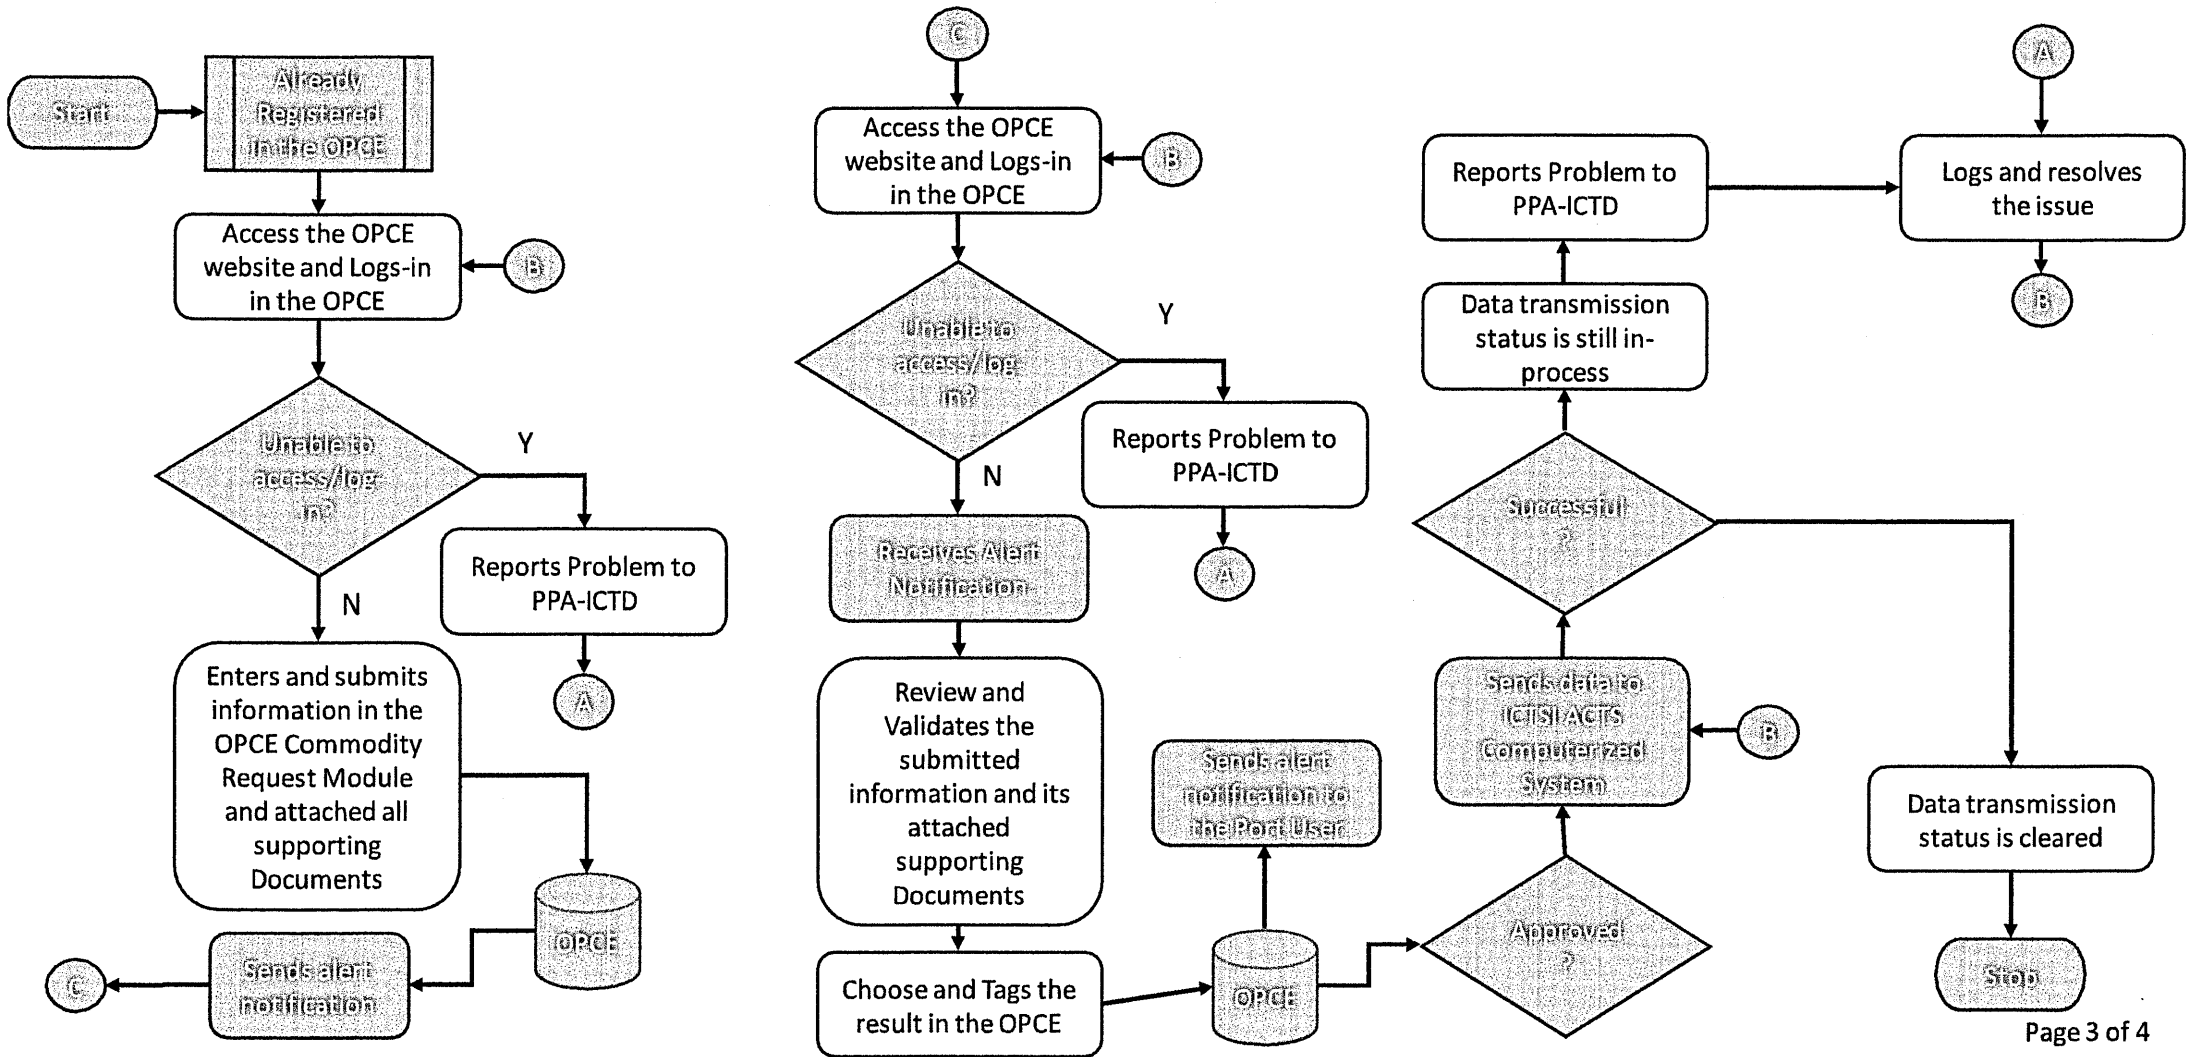 Start
Already
Registered
in the OPCE
Access the OPCE
website and Logs-in
in the OPCE
B
Unable to
access/log
in?
Y
N
Reports Problem to
PPA-ICTD
A
Enters and submits
information in the
OPCE Commodity
Request Module
and attached all
supporting
Documents
OPCE
Sends alert
notification
C
C
Access the OPCE
website and Logs-in
in the OPCE
B
Unable to
access/log
in?
Y
N
Reports Problem to
PPA-ICTD
A
Receives Alert
Notification
Review and
Validates the
submitted
information and its
attached
supporting
Documents
Choose and Tags the
result in the OPCE
OPCE
Sends alert
notification to
the Port User
Approved
?
Sends data to
ICTSI ACTS
Computerized
System
B
Successful
?
Data transmission
status is still in-
process
Reports Problem to
PPA-ICTD
A
Logs and resolves
the issue
B
Data transmission
status is cleared
Stop
Page 3 of 4